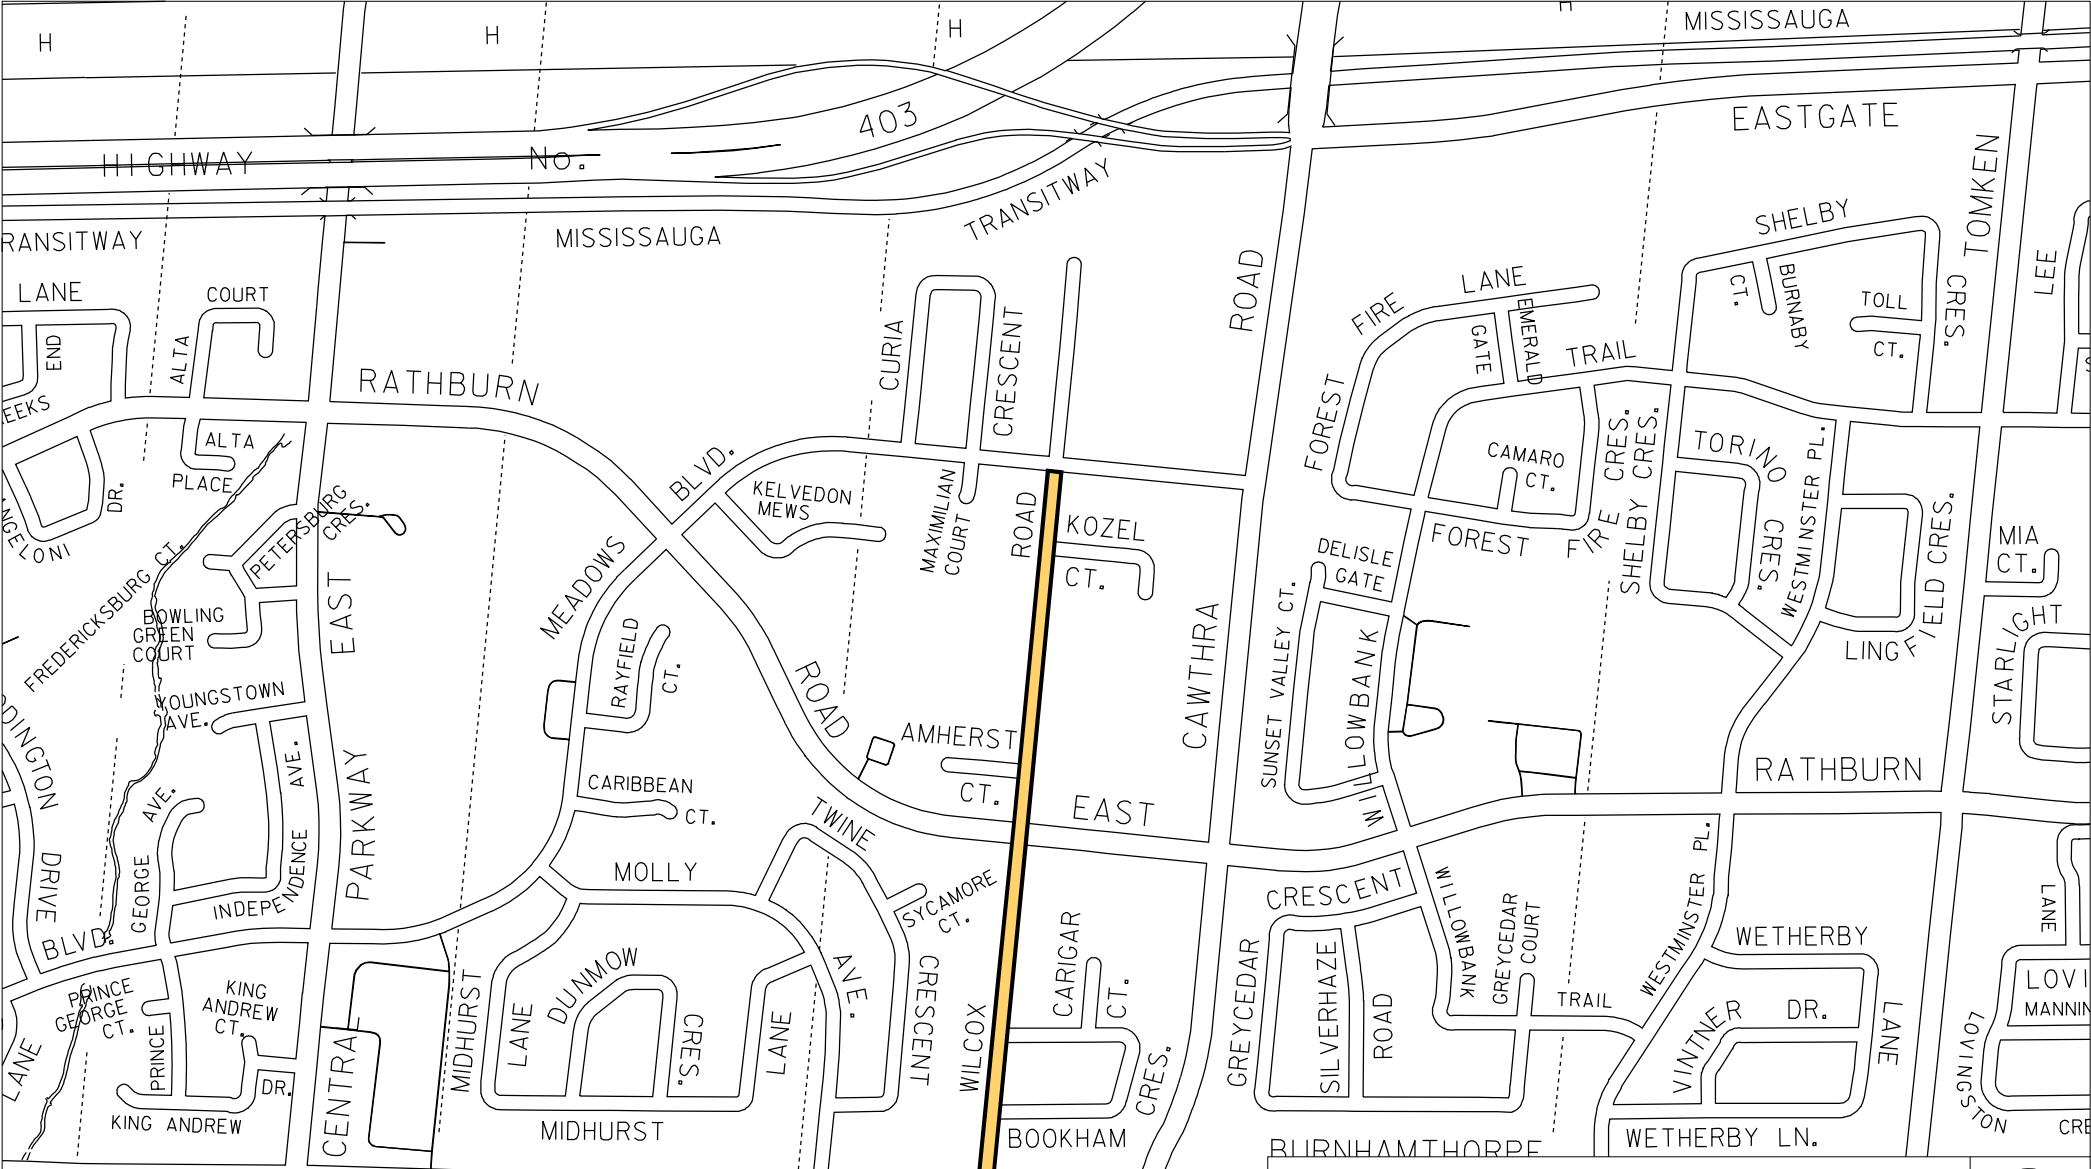 H
H
H
H
MISSISSAUGA
403
EASTGATE
HIGHWAY No.
TOMKEN
TRANSITWAY
RANSITWAY
MISSISSAUGA
SHELBY
CRES.
LANE
ALTA
COURT
END
CURIA
CRESCENT
ROAD
FOREST
FIRE
LANE
EMERALD
GATE
TRAIL
BURNABY
CT.
TOLL
CT.
LEE
RATHBURN
EEKS
ALTA
PLACE
DR.
NGELONI
PETERSBURG
CRES.
BLVD.
KELVEDON
MEWS
MAXIMILIAN
COURT
ROAD
KOZEL
CT.
CAMARO
CT.
FOREST
FIRE CRES.
SHELBY CRES.
TORINO
CRES.
WESTMINSTER PL.
LINGFIELD CRES.
MIA
CT.
DELISLE
GATE
SUNSET VALLEY CT.
WILLOWBANK
CAWTHRA
FREDERICKSBURG CT.
BOWLING
GREEN
COURT
EAST
MEADOWS
RAYFIELD
CT.
ROAD
STARLIGHT
YOUNGSTOWN
AVE.
AMHERST
CT.
DINGTON
DRIVE
AVE.
GEORGE
INDEPENDENCE AVE.
PARKWAY
CARIBBEAN
CT.
EAST
RATHBURN
TWINE
CRESCENT
MOLLY
AVE.
SYCAMORE
CT.
CRESCENT
WILLOWBANK
GREYCEDAR
COURT
WESTMINSTER PL.
LANE
BLVD.
WETHERBY
LANE
PRINCE
GEORGE
CT.
KING
ANDREW
CT.
MIDHURST
LANE
DUNMOW
CRES.
LANE
WILCOX
CARIGAR
CT.
GREYCEDAR
SILVERHAZE
ROAD
TRAIL
VINTNER
DR.
LOVI
MANNIN
LOVINGSTON
CRE
LANE
PRINCE
DR.
KING ANDREW
CENTRA
MIDHURST
BOOKHAM
CRES.
BURNHAMTHORPE
WETHERBY LN.